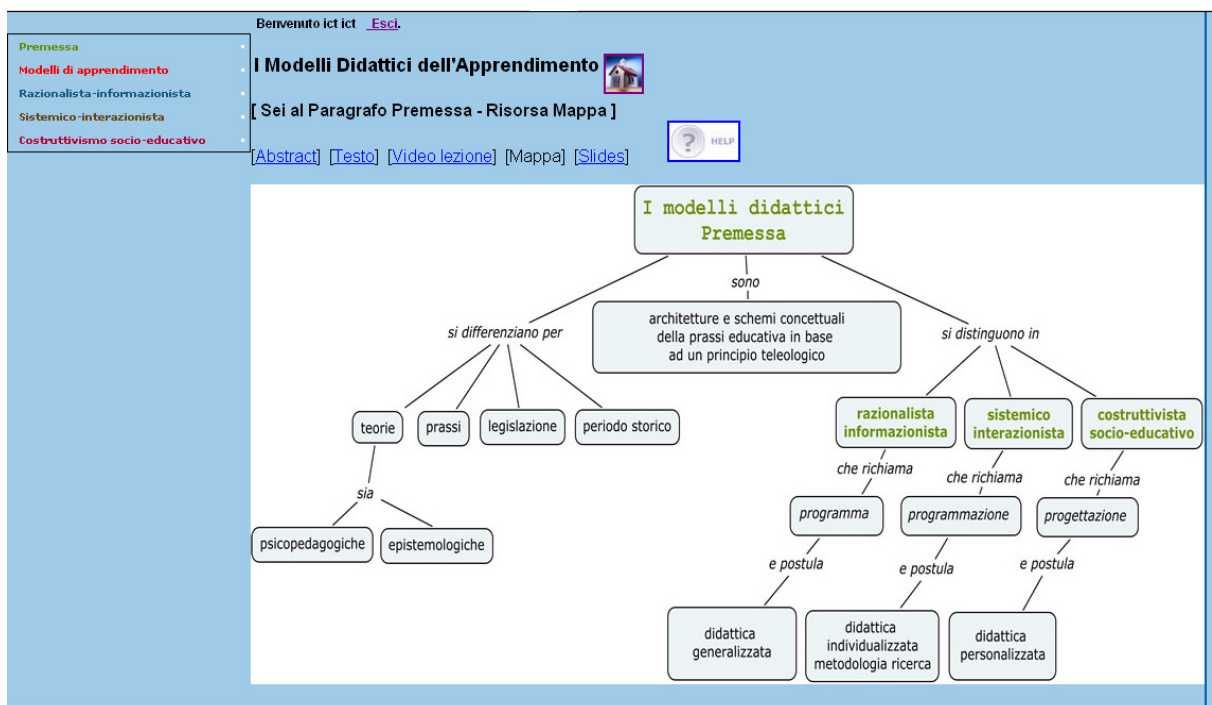 Benvenuto ict ict Esci.
Premessa
Modelli di apprendimento
Razionalista-informazionista
Sistemico-interazionista
Costruttivismo socio-educativo
I Modelli Didattici dell'Apprendimento
[ Sei al Paragrafo Premessa - Risorsa Mappa ]
? HELP
[Abstract] [Testo] [Video lezione] [Mappa] [Slides]
I modelli didattici
Premessa
si differenziano per
sono
si distinguono in
architetture e schemi concettuali
della prassi educativa in base
ad un principio teleologico
teorie
prassi
legislazione
periodo storico
sia
psicopedagogiche
epistemologiche
razionalista
informazionista
sistemico
interazionista
costruttivista
socio-educativo
che richiama
che richiama
che richiama
programma
programmazione
progettazione
e postula
e postula
e postula
didattica
generalizzata
didattica
individualizzata
metodologia ricerca
didattica
personalizzata